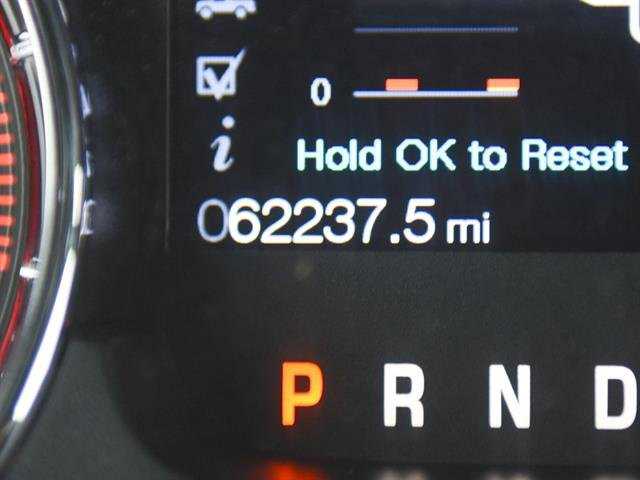 0
i
Hold OK to Reset
062237.5 mi
P R N D